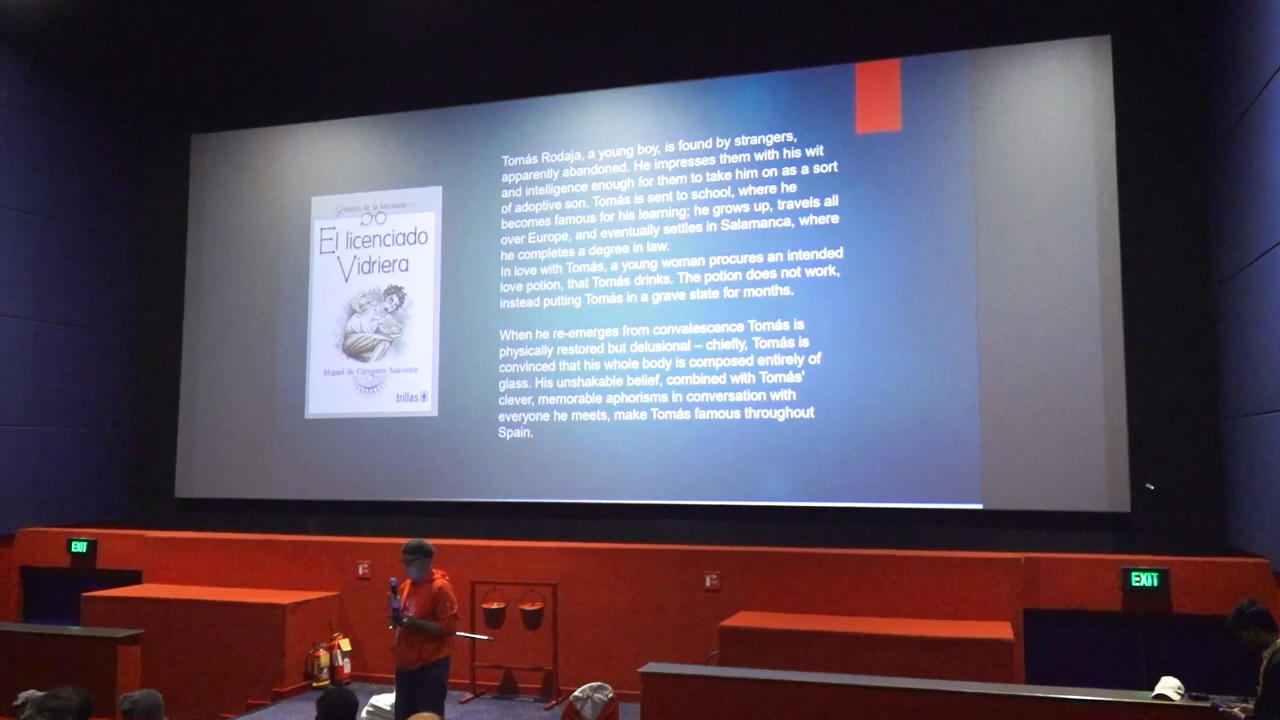 Grandes de la literatura
El licenciado
Vidriera
Miguel de Cervantes Saavedra
trillas
Tomás Rodaja, a young boy, is found by strangers,
apparently abandoned. He impresses them with his wit
and intelligence enough for them to take him on as a sort
of adoptive son. Tomás is sent to school, where he
becomes famous for his learning; he grows up, travels all
over Europe, and eventually settles in Salamanca, where
he completes a degree in law.
In love with Tomás, a young woman procures an intended
love potion, that Tomás drinks. The potion does not work,
instead putting Tomás in a grave state for months.
When he re-emerges from convalescence Tomás is
physically restored but delusional – chiefly, Tomás is
convinced that his whole body is composed entirely of
glass. His unshakable belief, combined with Tomás'
clever, memorable aphorisms in conversation with
everyone he meets, make Tomás famous throughout
Spain.
EXIT
EXIT